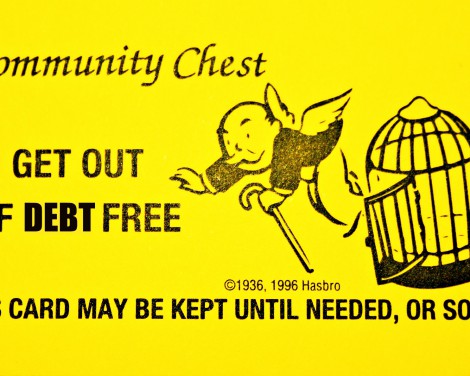 ommunity Chest
GET OUT
F DEBT FREE
©1936, 1996 Hasbro
S CARD MAY BE KEPT UNTIL NEEDED, OR SO